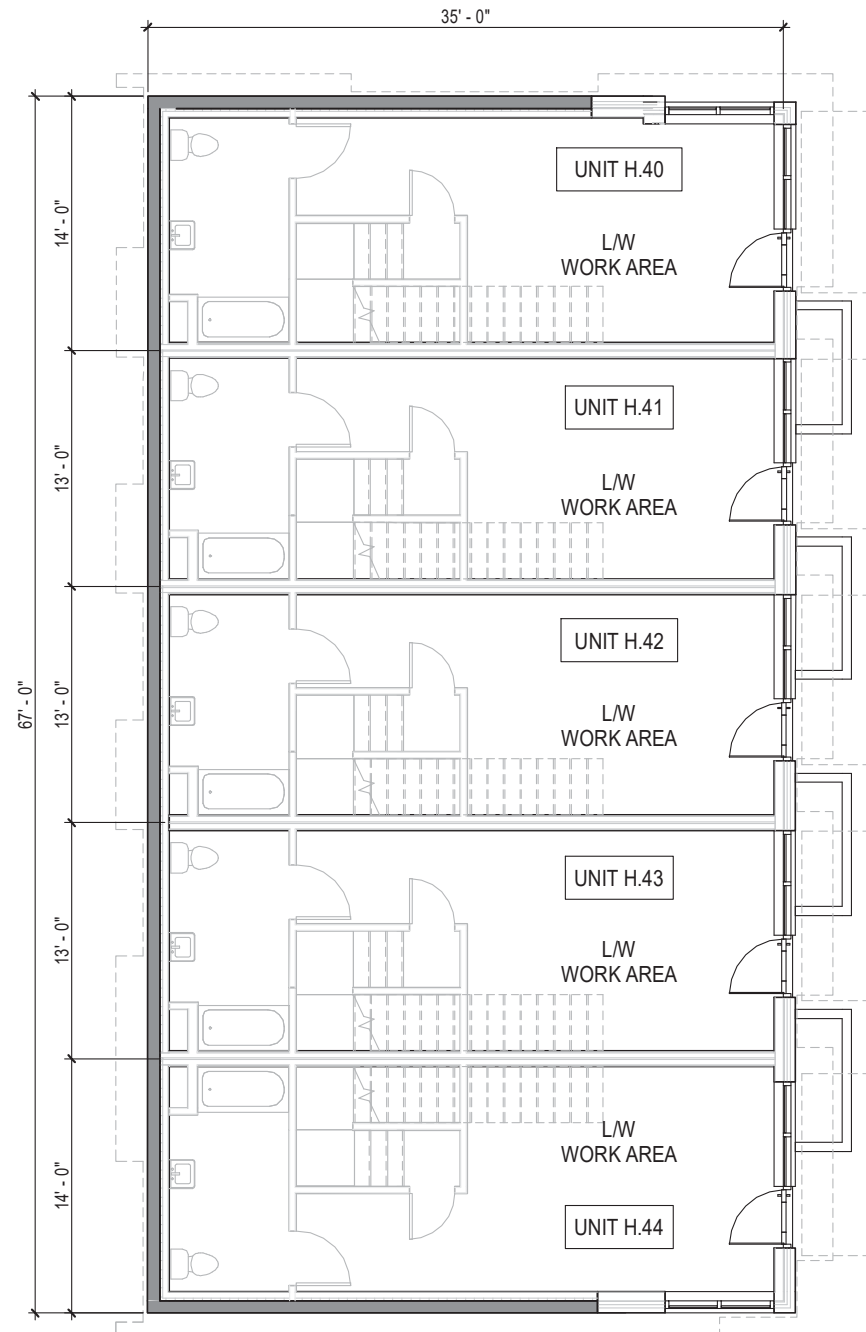 35' - 0"
14' - 0"
UNIT H.40
L/W
WORK AREA
13' - 0"
UNIT H.41
L/W
WORK AREA
67' - 0"
13' - 0"
UNIT H.42
L/W
WORK AREA
13' - 0"
UNIT H.43
L/W
WORK AREA
14' - 0"
L/W
WORK AREA
UNIT H.44